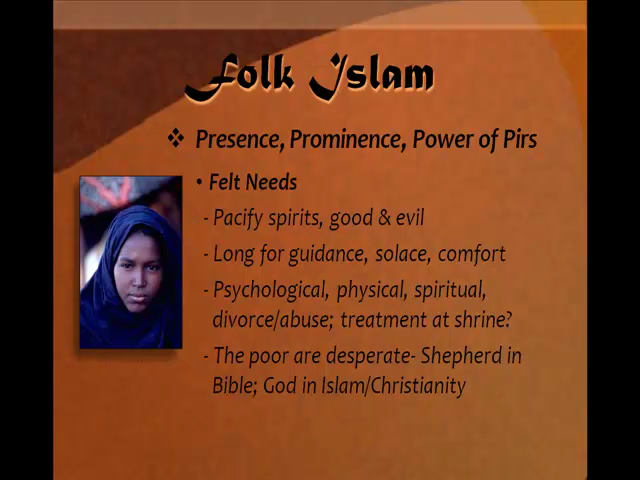 Folk Islam
❖ Presence, Prominence, Power of Pirs
• Felt Needs
- Pacify spirits, good & evil
- Long for guidance, solace, comfort
- Psychological, physical, spiritual,
divorce/abuse; treatment at shrine?
- The poor are desperate- Shepherd in
Bible; God in Islam/Christianity